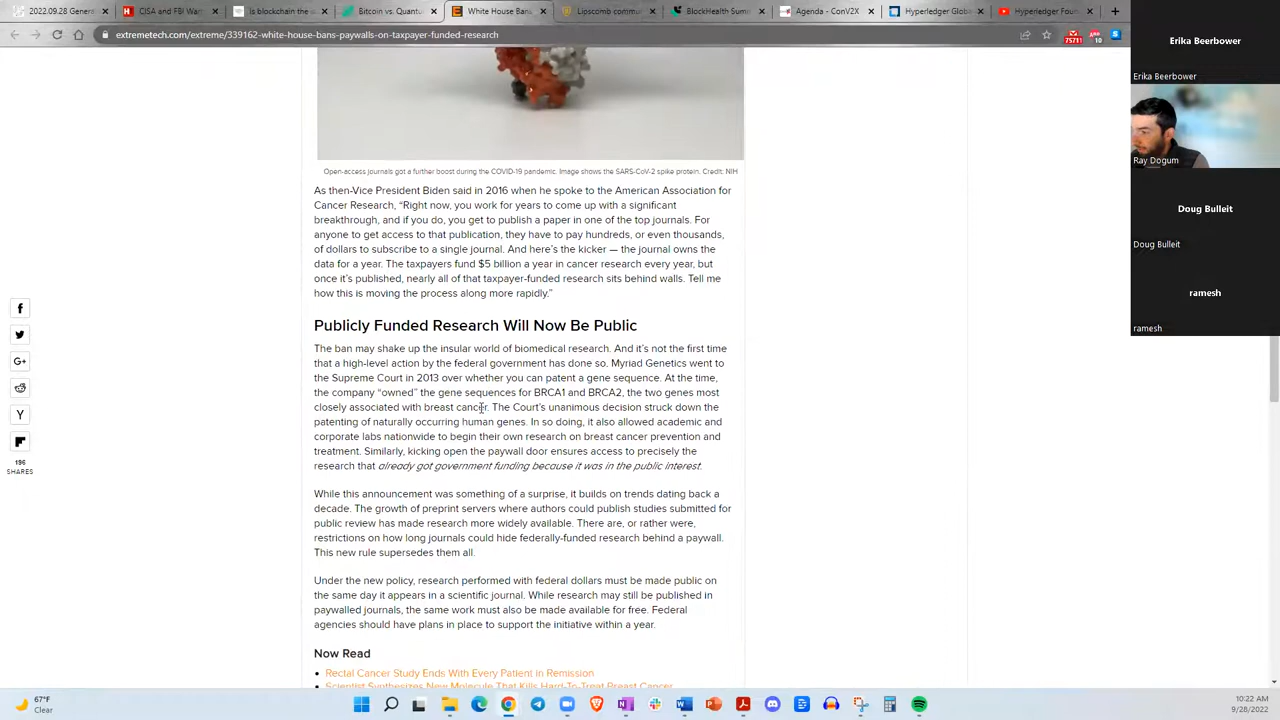 2022.09.28 Genera
CISA and FBI War
Is blockchain the
Bitcoin vs. Quantu
White House Bans
Lipscomb commu
BlockHealth Summ
Agenda - ConV2X
Hyperledger Globa
Hyperledger Foun
extremetech.com/extreme/339162-white-house-bans-paywalls-on-taxpayer-funded-research
75711
10
Open-access journals got a further boost during the COVID-19 pandemic. Image shows the SARS-CoV-2 spike protein. Credit: NIH
As then-Vice President Biden said in 2016 when he spoke to the American Association for
Cancer Research, “Right now, you work for years to come up with a significant
breakthrough, and if you do, you get to publish a paper in one of the top journals. For
anyone to get access to that publication, they have to pay hundreds, or even thousands,
of dollars to subscribe to a single journal. And here’s the kicker — the journal owns the
data for a year. The taxpayers fund $5 billion a year in cancer research every year, but
once it’s published, nearly all of that taxpayer-funded research sits behind walls. Tell me
how this is moving the process along more rapidly.”
Publicly Funded Research Will Now Be Public
The ban may shake up the insular world of biomedical research. And it’s not the first time
that a high-level action by the federal government has done so. Myriad Genetics went to
the Supreme Court in 2013 over whether you can patent a gene sequence. At the time,
the company “owned” the gene sequences for BRCA1 and BRCA2, the two genes most
closely associated with breast cancer. The Court’s unanimous decision struck down the
patenting of naturally occurring human genes. In so doing, it also allowed academic and
corporate labs nationwide to begin their own research on breast cancer prevention and
treatment. Similarly, kicking open the paywall door ensures access to precisely the
research that already got government funding because it was in the public interest.
While this announcement was something of a surprise, it builds on trends dating back a
decade. The growth of preprint servers where authors could publish studies submitted for
public review has made research more widely available. There are, or rather were,
restrictions on how long journals could hide federally-funded research behind a paywall.
This new rule supersedes them all.
Under the new policy, research performed with federal dollars must be made public on
the same day it appears in a scientific journal. While research may still be published in
paywalled journals, the same work must also be made available for free. Federal
agencies should have plans in place to support the initiative within a year.
Now Read
Rectal Cancer Study Ends With Every Patient in Remission
Scientist Synthesizes New Molecule That Kills Hard-To-Treat Breast Cancer
196
SHARES
Erika Beerbower
Erika Beerbower
Ray Dogum
Doug Bulleit
Doug Bulleit
ramesh
ramesh
67°F
Clear
10:22 AM
9/28/2022